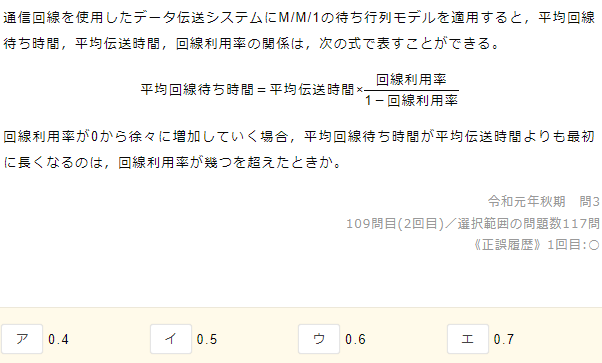 通信回線を使用したデータ伝送システムにM/M/1の待ち行列モデルを適用すると，平均回線
待ち時間，平均伝送時間，回線利用率の関係は，次の式で表すことができる。
平均回線待ち時間＝平均伝送時間×回線利用率
1－回線利用率
回線利用率が0から徐々に増加していく場合，平均回線待ち時間が平均伝送時間よりも最初
に長くなるのは，回線利用率が幾つを超えたときか。
令和元年秋期　問3
109問目(2回目)／選択範囲の問題数117問
《正誤履歴》1回目:○
ア 0.4 イ 0.5 ウ 0.6 エ 0.7